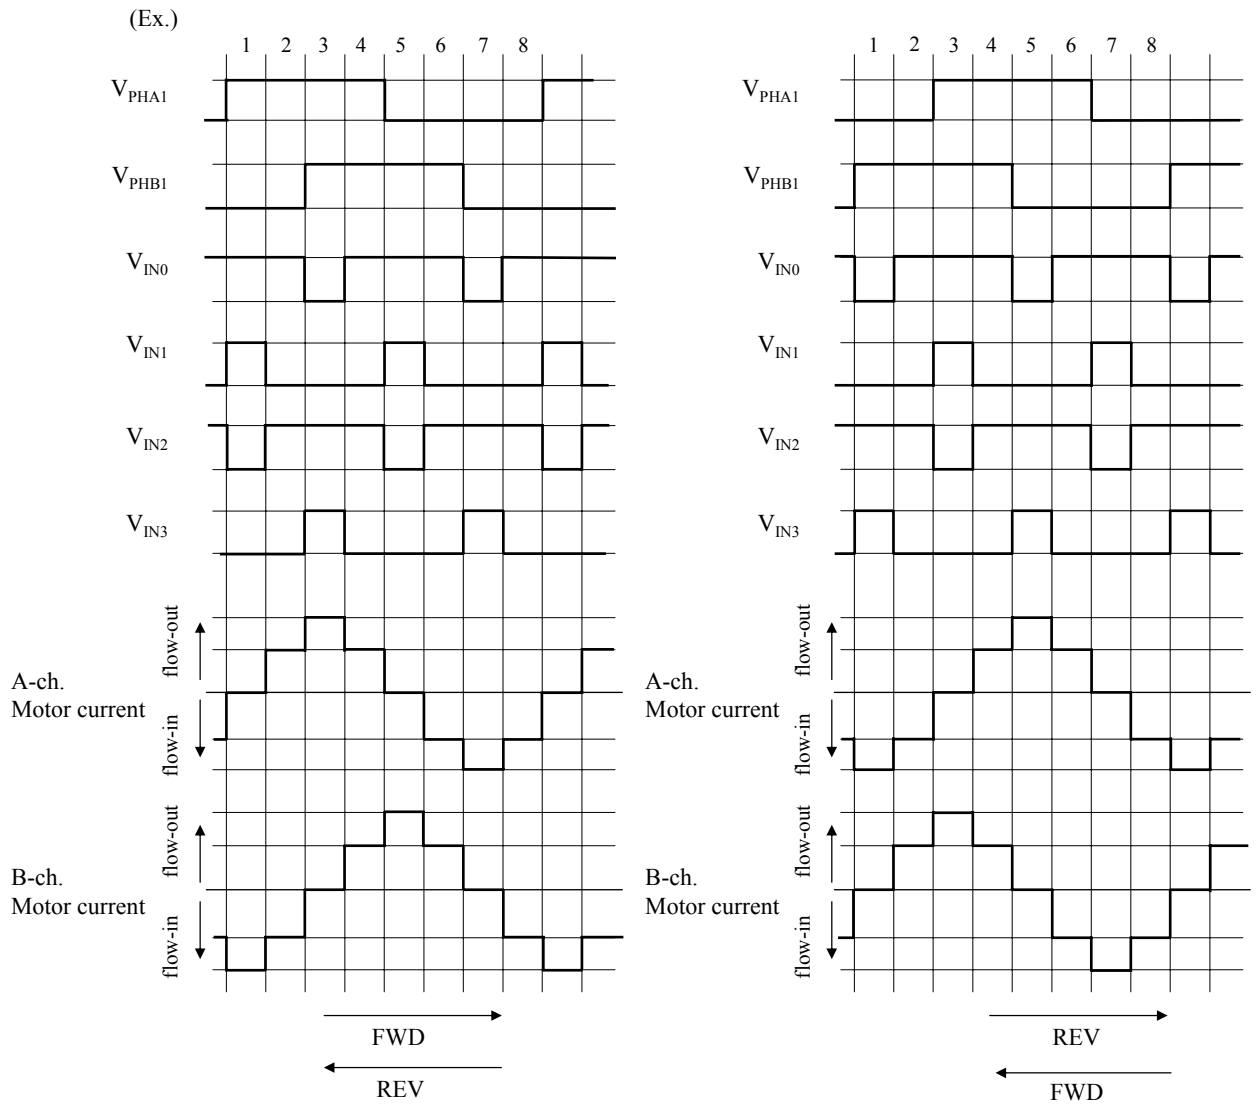 (Ex.)
1 2 3 4 5 6 7 8
VPHA1
VPHB1
VIN0
VIN1
VIN2
VIN3
flow-out
A-ch.
Motor current
flow-in
flow-out
B-ch.
Motor current
flow-in
FWD
REV
1 2 3 4 5 6 7 8
VPHA1
VPHB1
VIN0
VIN1
VIN2
VIN3
flow-out
A-ch.
Motor current
flow-in
flow-out
B-ch.
Motor current
flow-in
REV
FWD